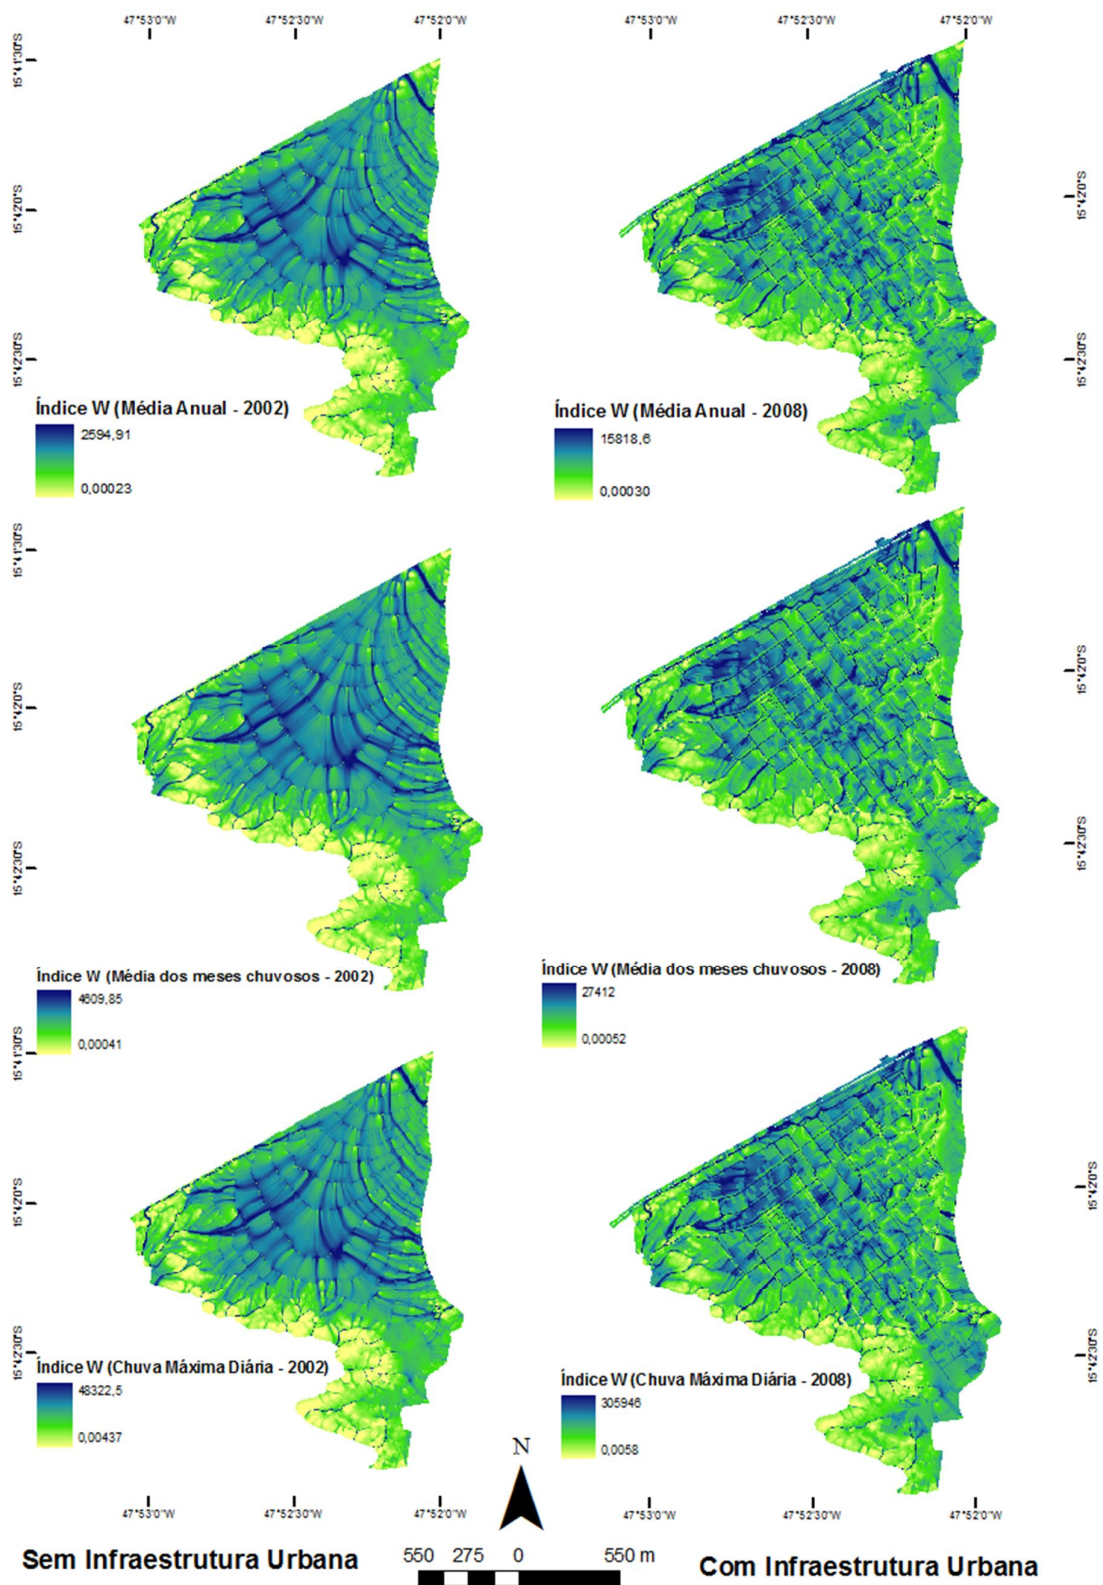 47°53'0"W 47°52'30"W 47°52'0"W 47°53'0"W 47°52'30"W 47°52'0"W
15°41'30"S
15°42'0"S 15°42'0"S
15°42'30"S 15°42'30"S
Índice W (Média Anual - 2002)
2594,91
0,00023
Índice W (Média Anual - 2008)
15818,6
0,00030
15°41'30"S
15°42'0"S 15°42'0"S
15°42'30"S 15°42'30"S
Índice W (Média dos meses chuvosos - 2002)
4609,85
0,00041
Índice W (Média dos meses chuvosos - 2008)
27412
0,00052
15°41'30"S
15°42'0"S 15°42'0"S
15°42'30"S 15°42'30"S
Índice W (Chuva Máxima Diária - 2002)
48322,5
0,00437
Índice W (Chuva Máxima Diária - 2008)
305946
0,0058
N
47°53'0"W 47°52'30"W 47°52'0"W 47°53'0"W 47°52'30"W 47°52'0"W
Sem Infraestrutura Urbana
550 275 0 550 m
Com Infraestrutura Urbana